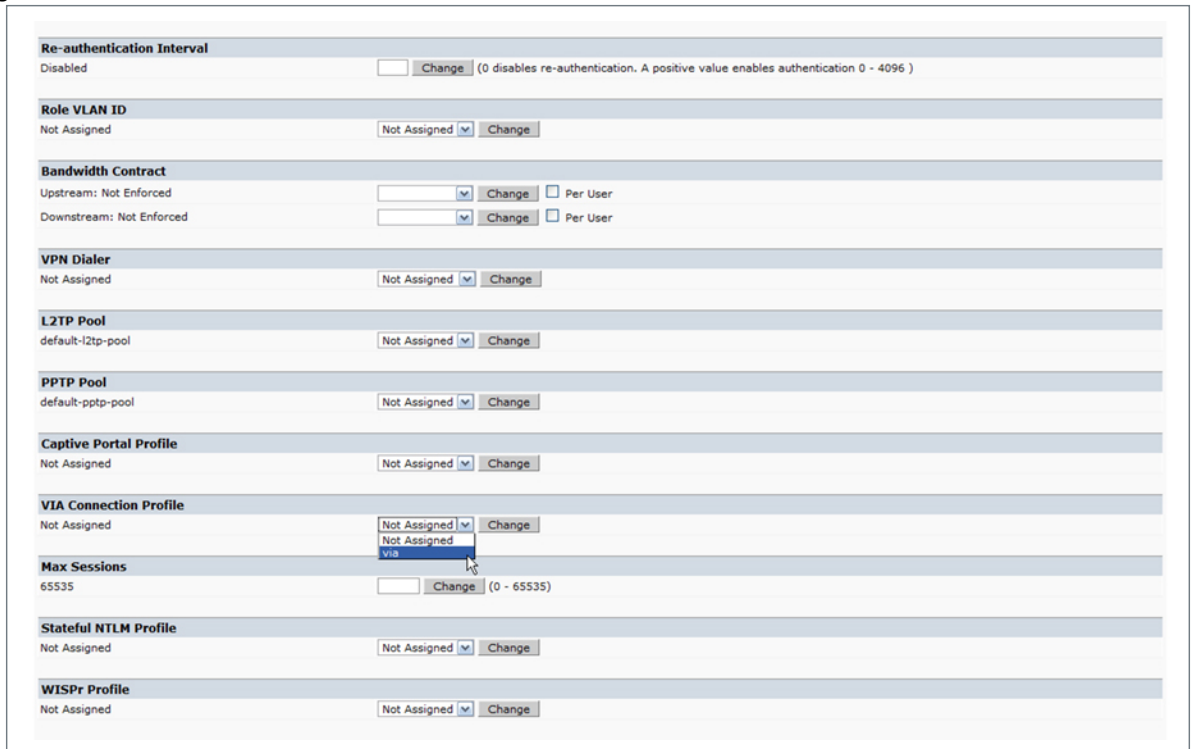 Re-authentication Interval
Disabled Change (0 disables re-authentication. A positive value enables authentication 0 - 4096 )
Role VLAN ID
Not Assigned Not Assigned Change
Bandwidth Contract
Upstream: Not Enforced Change Per User
Downstream: Not Enforced Change Per User
VPN Dialer
Not Assigned Not Assigned Change
L2TP Pool
default-l2tp-pool Not Assigned Change
PPTP Pool
default-pptp-pool Not Assigned Change
Captive Portal Profile
Not Assigned Not Assigned Change
VIA Connection Profile
Not Assigned Not Assigned Change
Not Assigned
via
Max Sessions
65535 Change (0 - 65535)
Stateful NTLM Profile
Not Assigned Not Assigned Change
WISPr Profile
Not Assigned Not Assigned Change